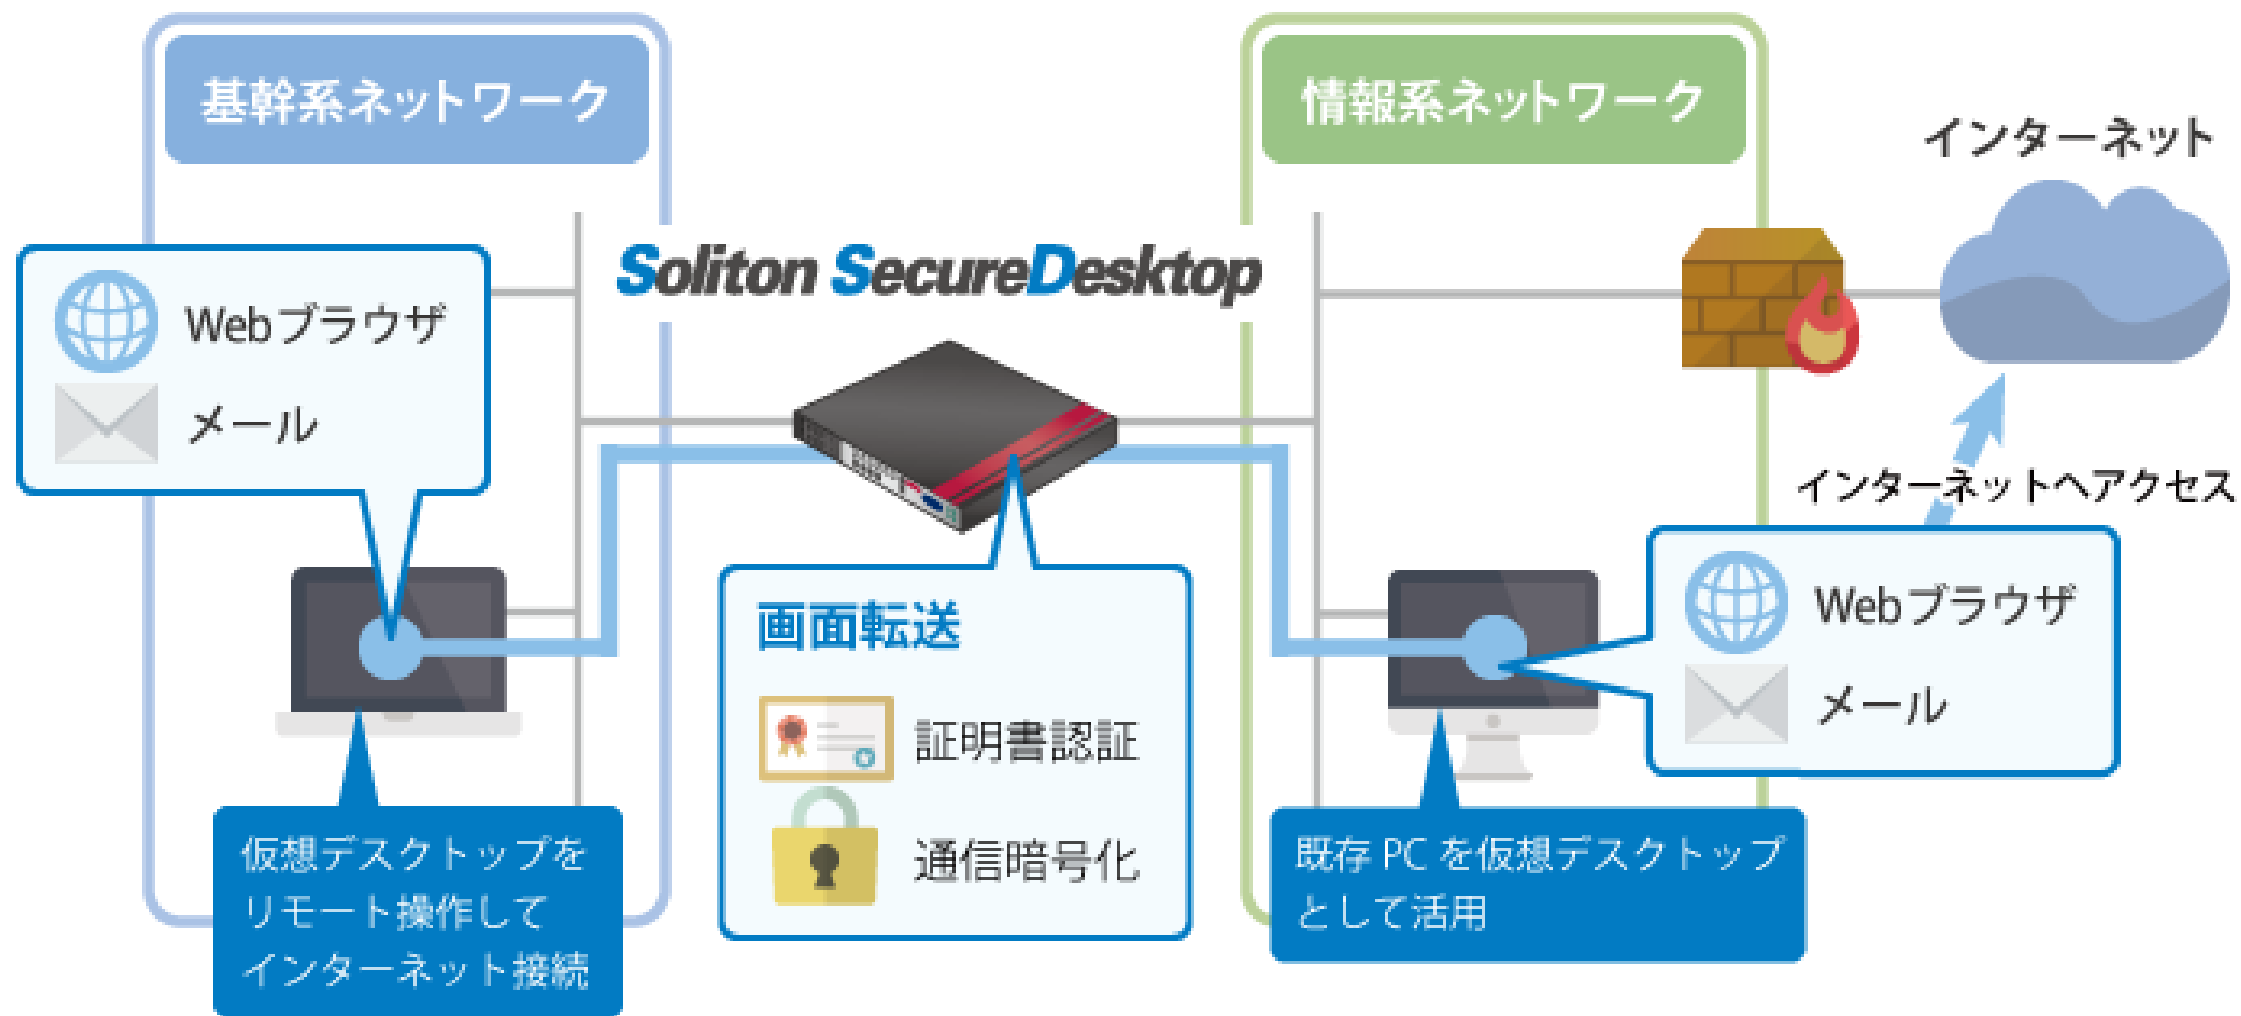 基幹系ネットワーク
情報系ネットワーク
インターネット
Soliton SecureDesktop
Webブラウザ
メール
インターネットへアクセス
画面転送
証明書認証
通信暗号化
Webブラウザ
メール
仮想デスクトップを
リモート操作して
インターネット接続
既存 PC を仮想デスクトップ
として活用